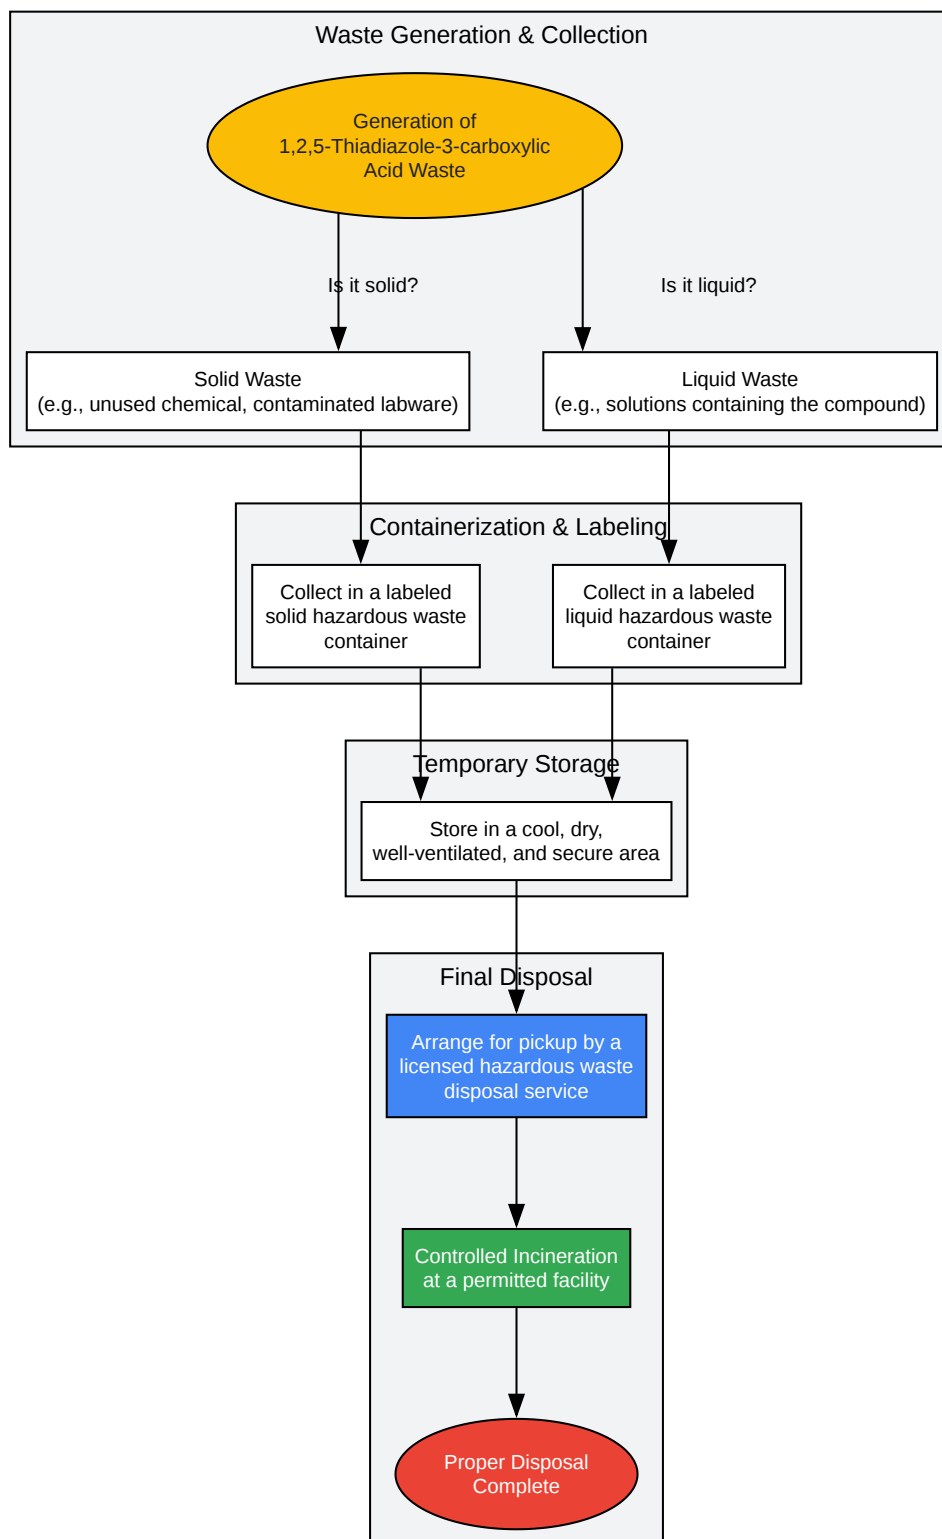 Waste Generation & Collection
Generation of
1,2,5-Thiadiazole-3-carboxylic
Acid Waste
Is it solid?
Is it liquid?
Solid Waste
(e.g., unused chemical, contaminated labware)
Liquid Waste
(e.g., solutions containing the compound)
Containerization & Labeling
Collect in a labeled
solid hazardous waste
container
Collect in a labeled
liquid hazardous waste
container
Temporary Storage
Store in a cool, dry,
well-ventilated, and secure area
Final Disposal
Arrange for pickup by a
licensed hazardous waste
disposal service
Controlled Incineration
at a permitted facility
Proper Disposal
Complete